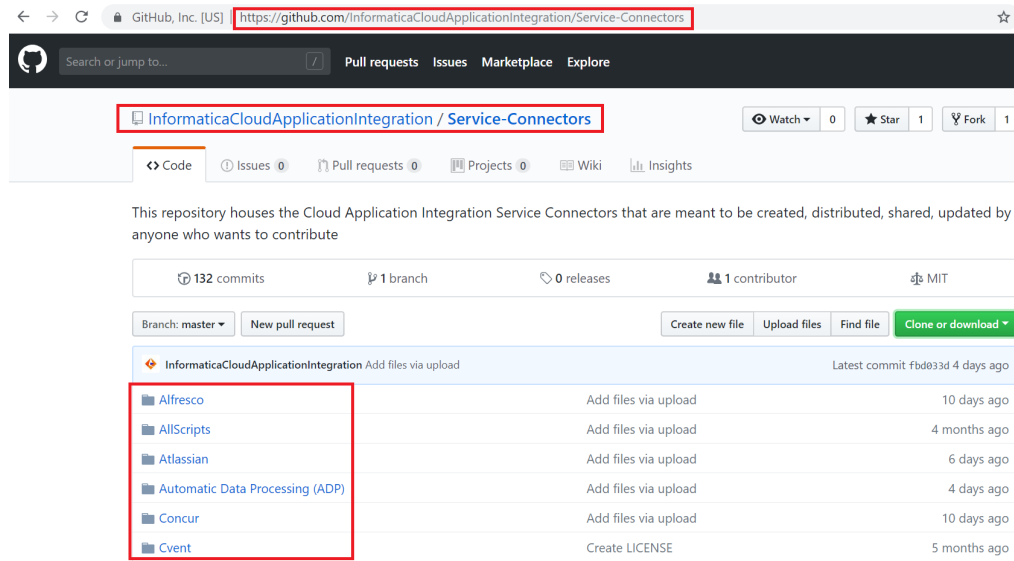 GitHub, Inc. [US] https://github.com/InformaticaCloudApplicationIntegration/Service-Connectors
Search or jump to... / Pull requests Issues Marketplace Explore
InformaticaCloudApplicationIntegration / Service-Connectors Watch 0 Star 1 Fork 1
<> Code Issues 0 Pull requests 0 Projects 0 Wiki Insights
This repository houses the Cloud Application Integration Service Connectors that are meant to be created, distributed, shared, updated by
anyone who wants to contribute
132 commits 1 branch 0 releases 1 contributor MIT
Branch: master New pull request Create new file Upload files Find file Clone or download
InformaticaCloudApplicationIntegration Add files via upload Latest commit fbd033d 4 days ago
Alfresco Add files via upload 10 days ago
AllScripts Add files via upload 4 months ago
Atlassian Add files via upload 6 days ago
Automatic Data Processing (ADP) Add files via upload 4 days ago
Concur Add files via upload 10 days ago
Cvent Create LICENSE 5 months ago